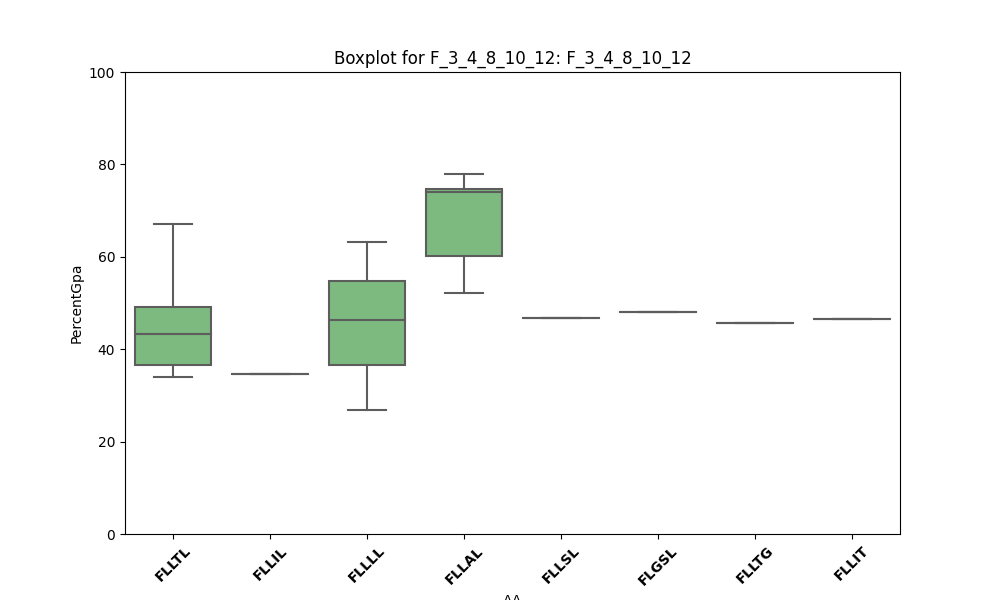 Boxplot for F_3_4_8_10_12: F_3_4_8_10_12
100
80
60
40
20
0
PercentGpa
FLLTL FLLIL FLLLL FLLAL FLLSL FLGSL FLLTG FLLIT
AA